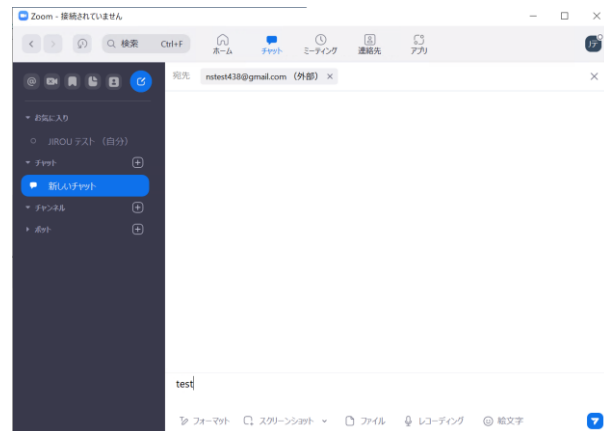 Zoom - 接続されていません
検索 Ctrl+F
ホーム チャット ミーティング 連絡先 アプリ
JT
宛先 nstest438@gmail.com （外部） ×
お気に入り
JIROU テスト （自分）
チャット
新しいチャット
チャンネル
ボット
test
フォーマット スクリーンショット ファイル レコーディング 絵文字